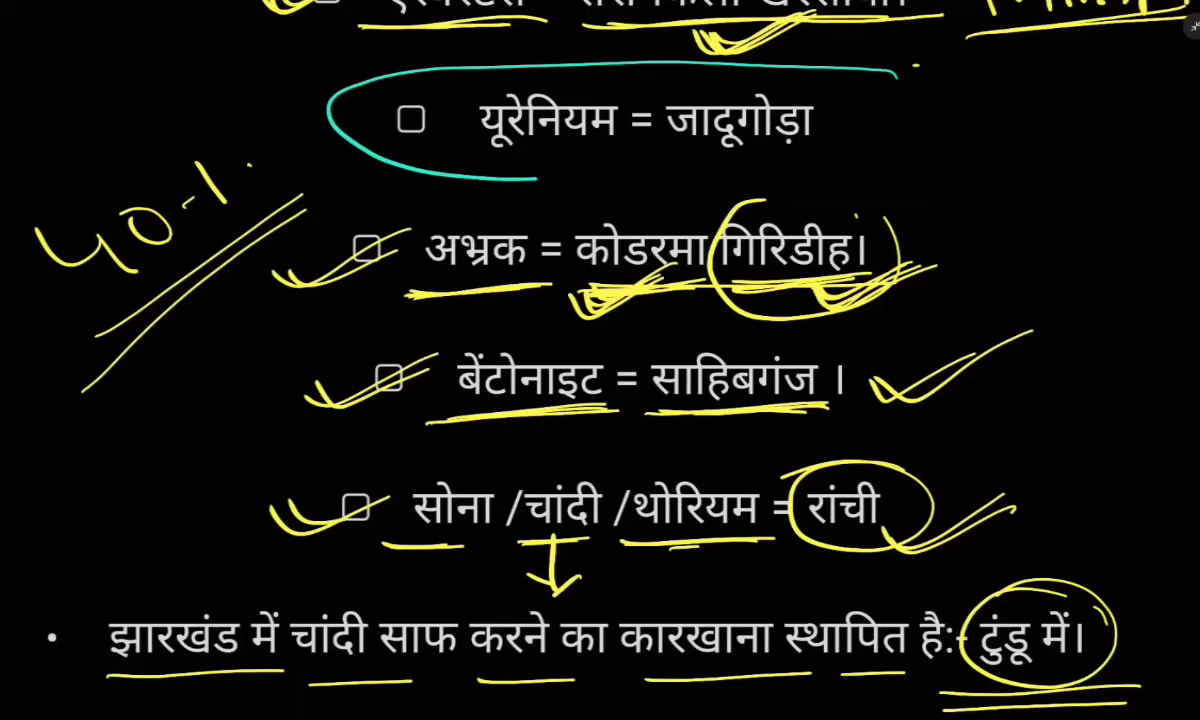 यूरेनियम = जादूगोड़ा
40-1.
अभ्रक = कोडरमा गिरिडीह।
बेंटोनाइट = साहिबगंज ।
सोना /चांदी /थोरियम = रांची
• झारखंड में चांदी साफ करने का कारखाना स्थापित है:- टुंडू में।